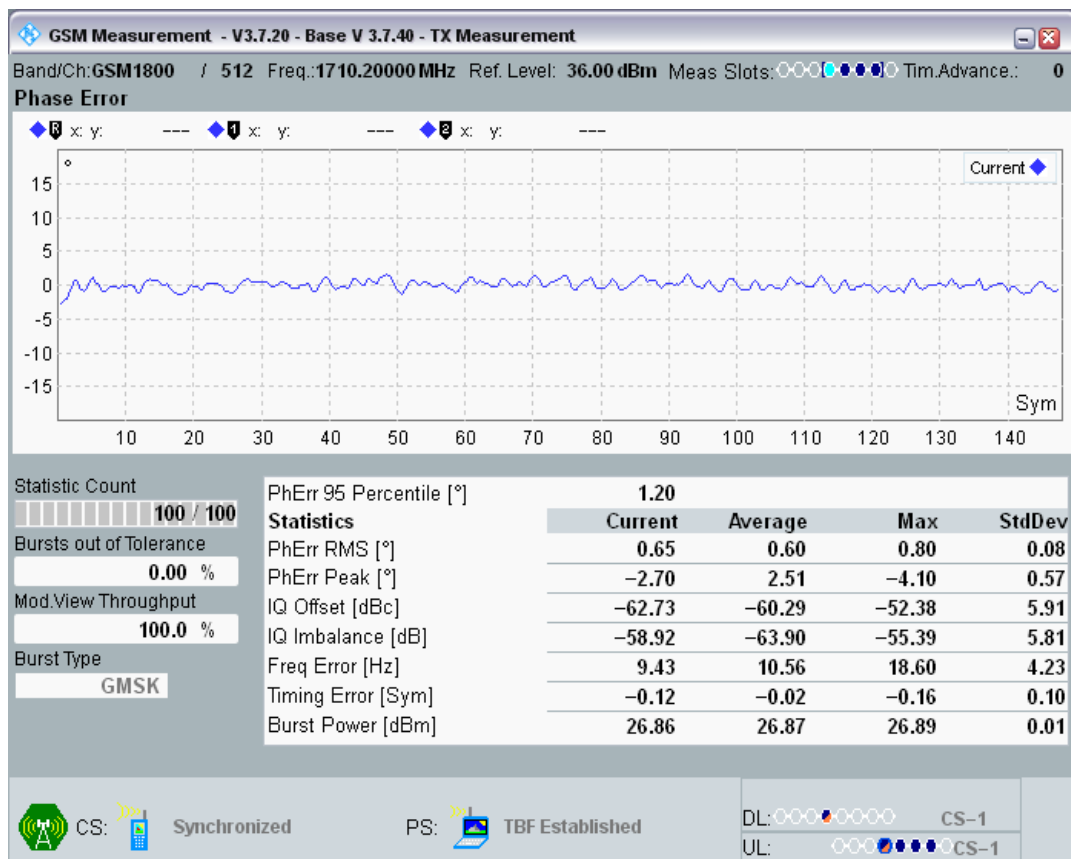 GSM Measurement - V3.7.20 - Base V 3.7.40 - TX Measurement
Band/Ch: GSM1800 / 512 Freq.: 1710.20000 MHz Ref. Level: 36.00 dBm Meas Slots: Tim.Advance.: 0
Phase Error
R x: y: --- 1 x: y: --- 2 x: y: ---
°
Current
15
10
5
0
-5
-10
-15
Sym
10 20 30 40 50 60 70 80 90 100 110 120 130 140
Statistic Count
100 / 100
Bursts out of Tolerance
0.00 %
Mod.View Throughput
100.0 %
Burst Type
GMSK
PhErr 95 Percentile [°] 1.20
Statistics Current Average Max StdDev
PhErr RMS [°] 0.65 0.60 0.80 0.08
PhErr Peak [°] −2.70 2.51 −4.10 0.57
IQ Offset [dBc] −62.73 −60.29 −52.38 5.91
IQ Imbalance [dB] −58.92 −63.90 −55.39 5.81
Freq Error [Hz] 9.43 10.56 18.60 4.23
Timing Error [Sym] −0.12 −0.02 −0.16 0.10
Burst Power [dBm] 26.86 26.87 26.89 0.01
CS: Synchronized PS: TBF Established
DL: CS−1
UL: CS−1